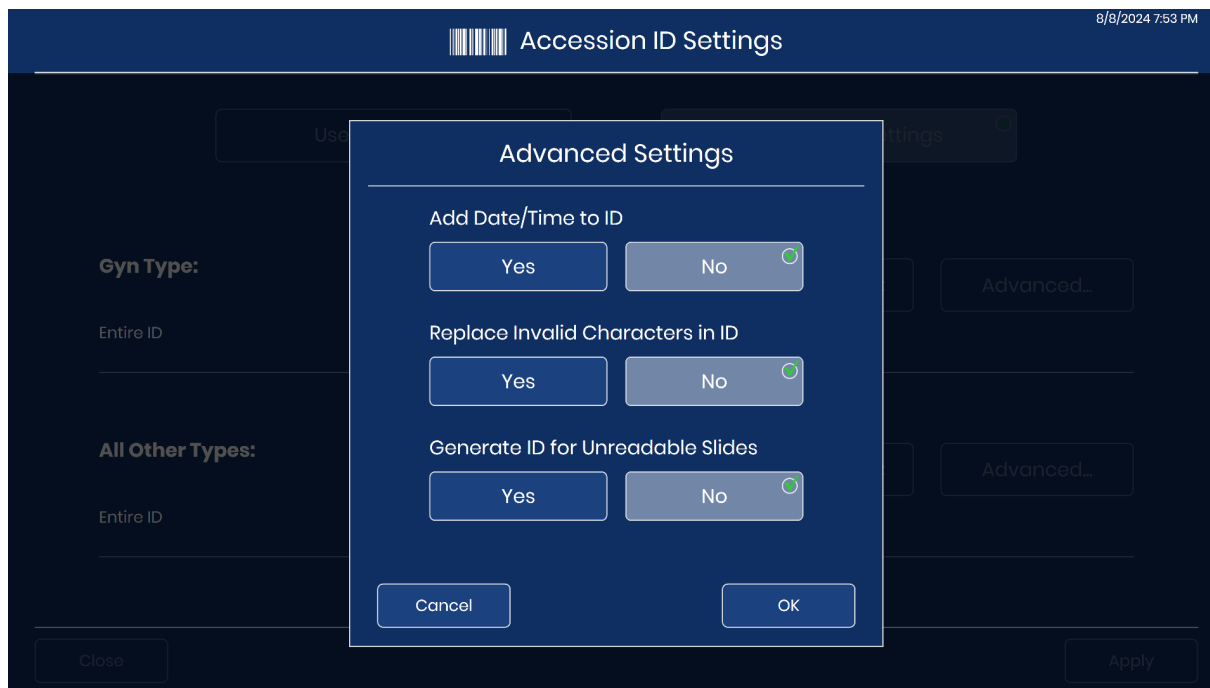 8/8/2024 7:53 PM
Accession ID Settings
Use
ttings
Advanced Settings
Add Date/Time to ID
Yes No
Gyn Type:
Advanced...
Entire ID
Replace Invalid Characters in ID
Yes No
All Other Types:
Generate ID for Unreadable Slides
Advanced...
Yes No
Entire ID
Cancel OK
Close Apply